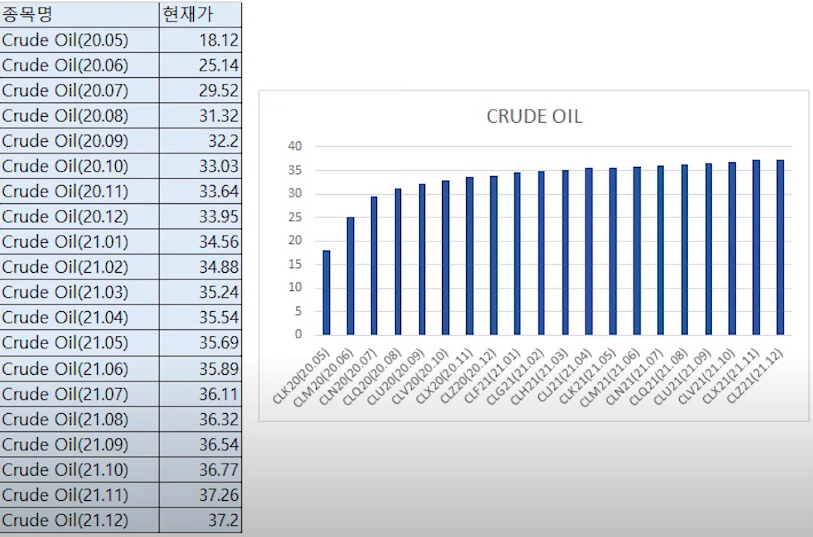 종목명 현재가
Crude Oil(20.05) 18.12
Crude Oil(20.06) 25.14
Crude Oil(20.07) 29.52
Crude Oil(20.08) 31.32
Crude Oil(20.09) 32.2
Crude Oil(20.10) 33.03
Crude Oil(20.11) 33.64
Crude Oil(20.12) 33.95
Crude Oil(21.01) 34.56
Crude Oil(21.02) 34.88
Crude Oil(21.03) 35.24
Crude Oil(21.04) 35.54
Crude Oil(21.05) 35.69
Crude Oil(21.06) 35.89
Crude Oil(21.07) 36.11
Crude Oil(21.08) 36.32
Crude Oil(21.09) 36.54
Crude Oil(21.10) 36.77
Crude Oil(21.11) 37.26
Crude Oil(21.12) 37.2
CRUDE OIL
40
35
30
25
20
15
10
5
0
CLK20(20.05)
CLM20(20.06)
CLN20(20.07)
CLQ20(20.08)
CLU20(20.09)
CLV20(20.10)
CLX20(20.11)
CLZ20(20.12)
CLF21(21.01)
CLG21(21.02)
CLH21(21.03)
CLJ21(21.04)
CLK21(21.05)
CLM21(21.06)
CLN21(21.07)
CLQ21(21.08)
CLU21(21.09)
CLV21(21.10)
CLX21(21.11)
CLZ21(21.12)